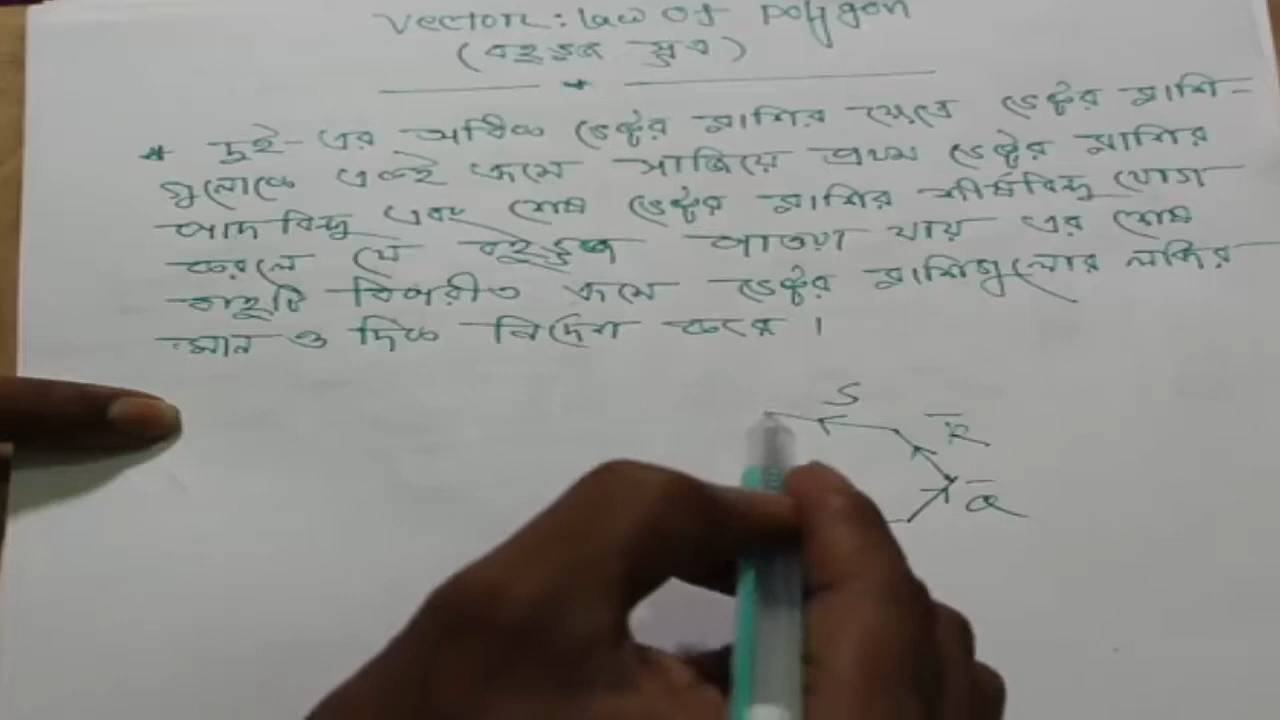 Vector: law of polygon
(বহুভুজ সুত্র)
* দুই-এর অধিক ভেক্টর রাশির ক্ষেত্রে ভেক্টর রাশি-
গুলোকে একই ক্রমে সাজিয়ে প্রথম ভেক্টর রাশির
পাদবিন্দু এবং শেষ ভেক্টর রাশির শীর্ষবিন্দু যোগ
করলে যে বহুভুজ পাওয়া যায় এর শেষ
বাহুটি বিপরীত ক্রমে ভেক্টর রাশিগুলোর লব্ধির
মান ও দিক নির্দেশ করে ।
S
R
Q